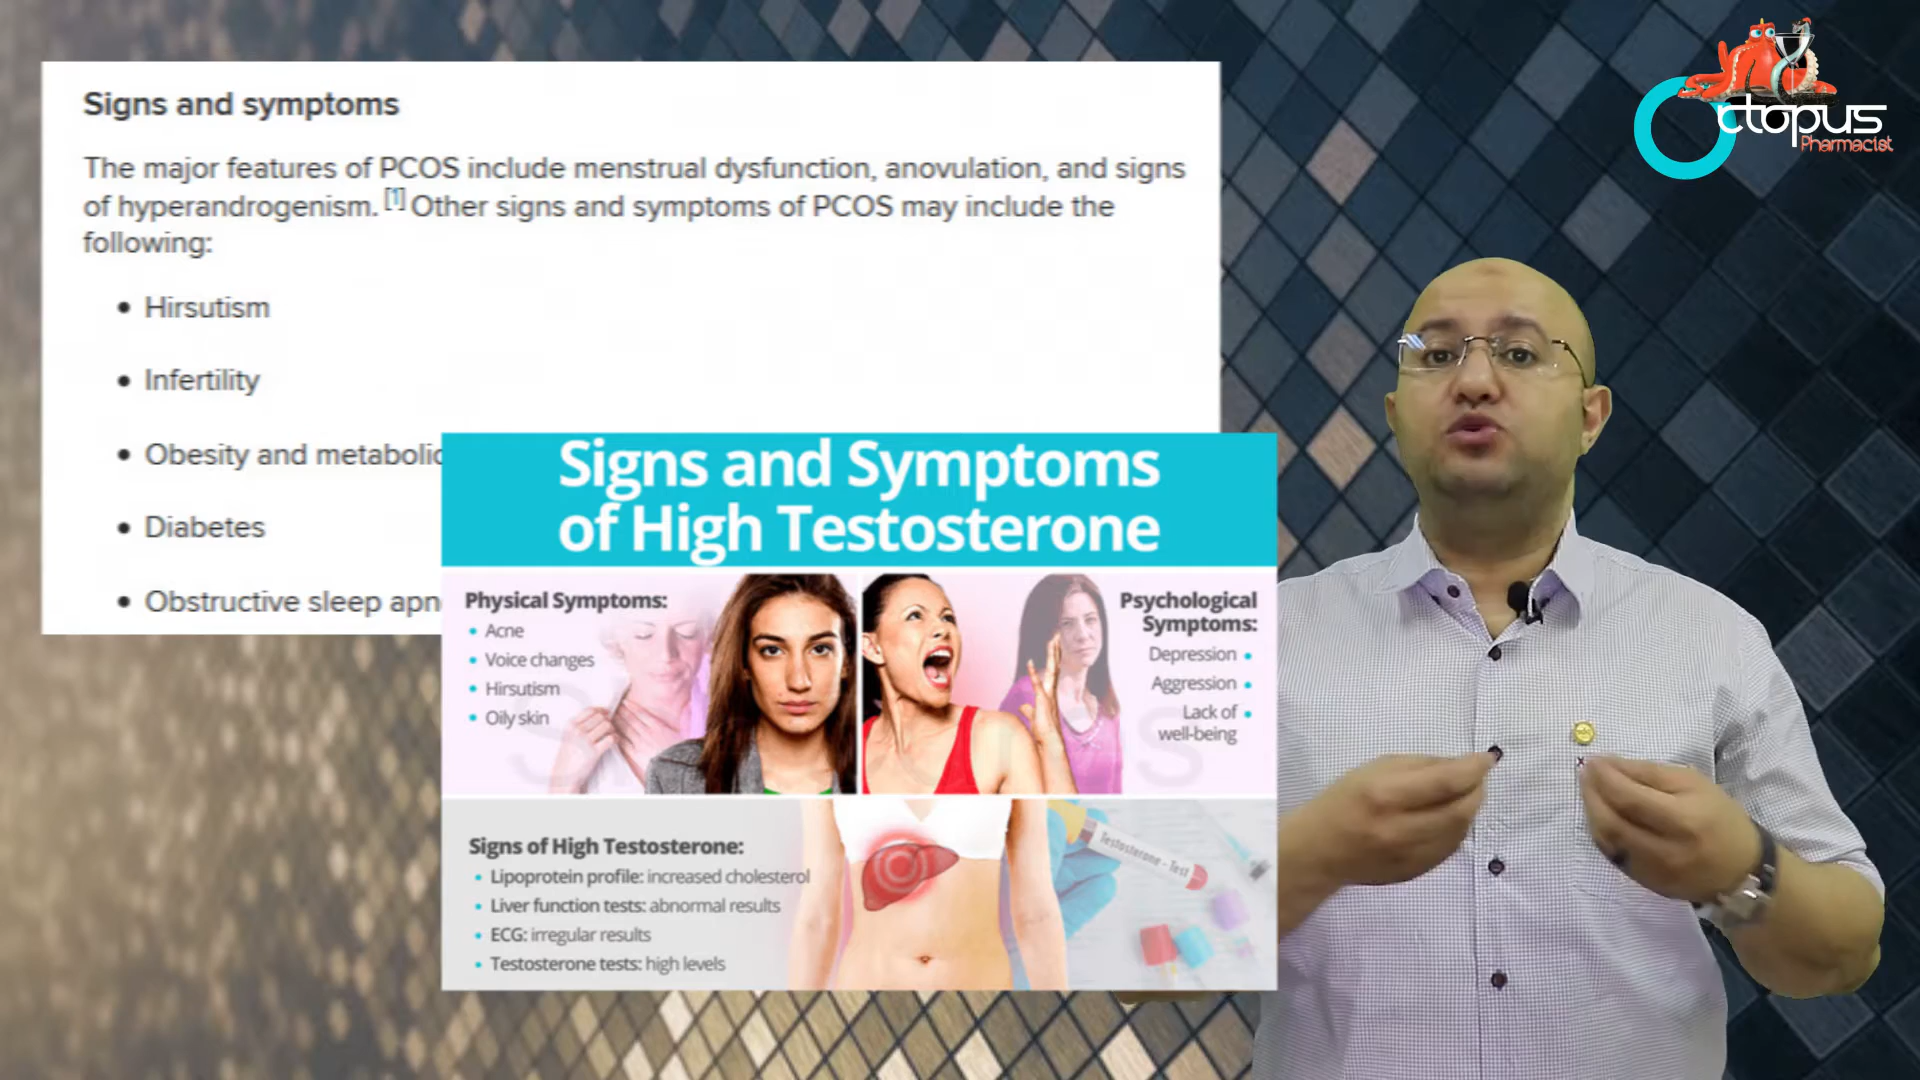 Signs and symptoms
The major features of PCOS include menstrual dysfunction, anovulation, and signs
of hyperandrogenism. [1] Other signs and symptoms of PCOS may include the
following:
• Hirsutism
• Infertility
• Obesity and metabolic
• Diabetes
• Obstructive sleep apn
Signs and Symptoms
of High Testosterone
Physical Symptoms:
• Acne
• Voice changes
• Hirsutism
• Oily skin
Psychological
Symptoms:
Depression •
Aggression •
Lack of •
well-being
Signs of High Testosterone:
• Lipoprotein profile: increased cholesterol
• Liver function tests: abnormal results
• ECG: irregular results
• Testosterone tests: high levels
Testosterone - Test
Octopus
Pharmacist